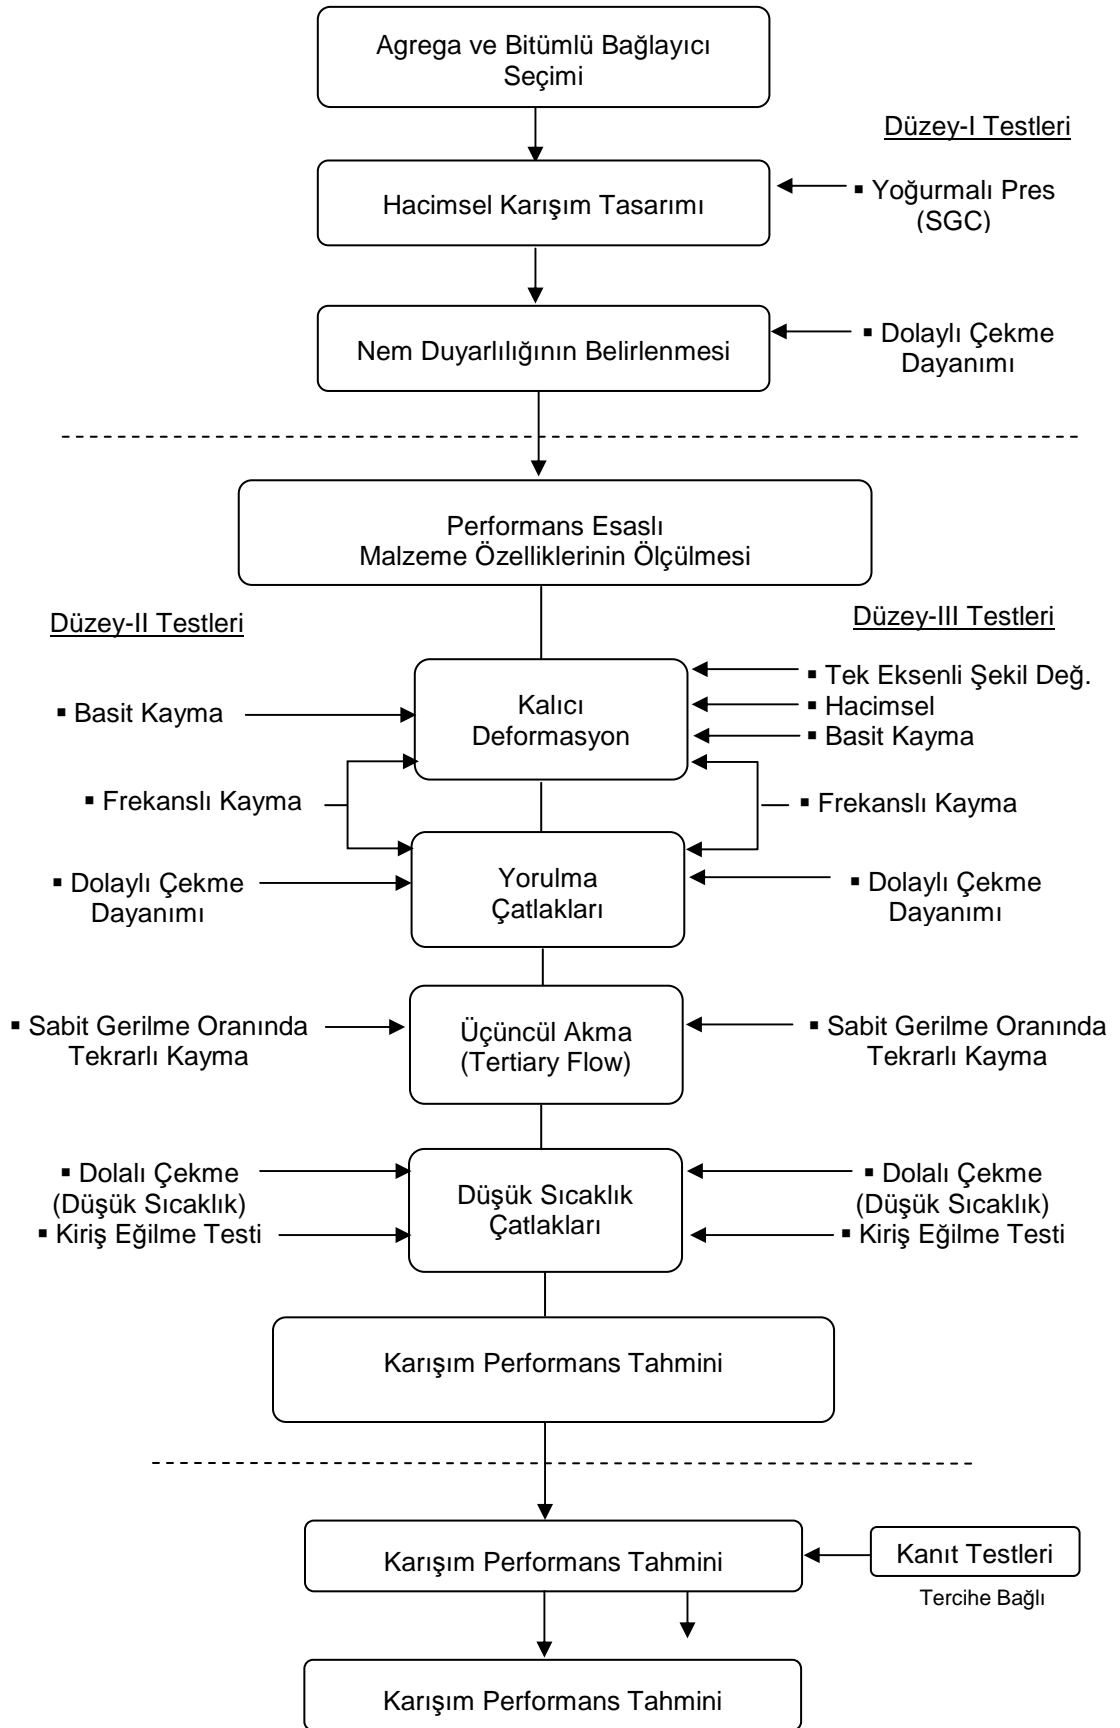 Agrega ve Bitümlü Bağlayıcı
Seçimi
Düzey-I Testleri
Hacimsel Karışım Tasarımı
▪ Yoğurmalı Pres
(SGC)
Nem Duyarlılığının Belirlenmesi
▪ Dolaylı Çekme
Dayanımı
Performans Esaslı
Malzeme Özelliklerinin Ölçülmesi
Düzey-II Testleri
Düzey-III Testleri
▪ Basit Kayma
Kalıcı
Deformasyon
▪ Tek Eksenli Şekil Değ.
▪ Hacimsel
▪ Basit Kayma
▪ Frekanslı Kayma
▪ Frekanslı Kayma
▪ Dolaylı Çekme
Dayanımı
Yorulma
Çatlakları
▪ Dolaylı Çekme
Dayanımı
▪ Sabit Gerilme Oranında
Tekrarlı Kayma
Üçüncül Akma
(Tertiary Flow)
▪ Sabit Gerilme Oranında
Tekrarlı Kayma
▪ Dolalı Çekme
(Düşük Sıcaklık)
▪ Kiriş Eğilme Testi
Düşük Sıcaklık
Çatlakları
▪ Dolalı Çekme
(Düşük Sıcaklık)
▪ Kiriş Eğilme Testi
Karışım Performans Tahmini
Karışım Performans Tahmini
Kanıt Testleri
Tercihe Bağlı
Karışım Performans Tahmini